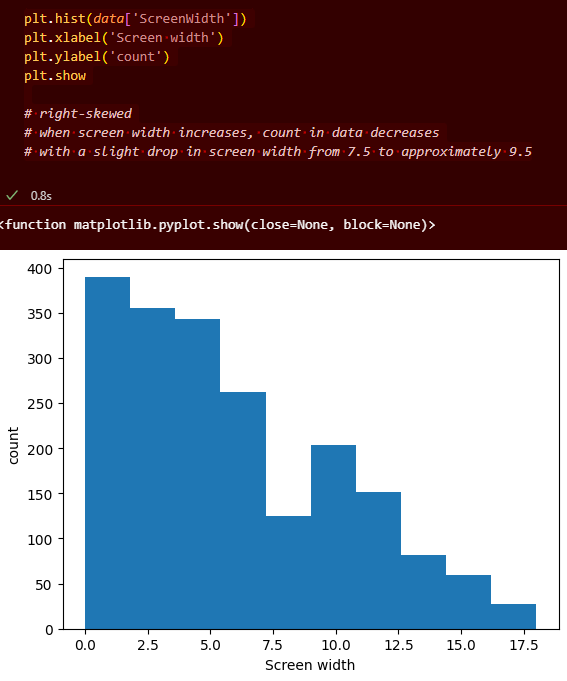 plt.hist(data['ScreenWidth'])
plt.xlabel('Screen width')
plt.ylabel('count')
plt.show
# right-skewed
# when screen width increases, count in data decreases
# with a slight drop in screen width from 7.5 to approximately 9.5
0.8s
<function matplotlib.pyplot.show(close=None, block=None)>
400
350
300
250
200
150
100
50
0
count
0.0 2.5 5.0 7.5 10.0 12.5 15.0 17.5
Screen width